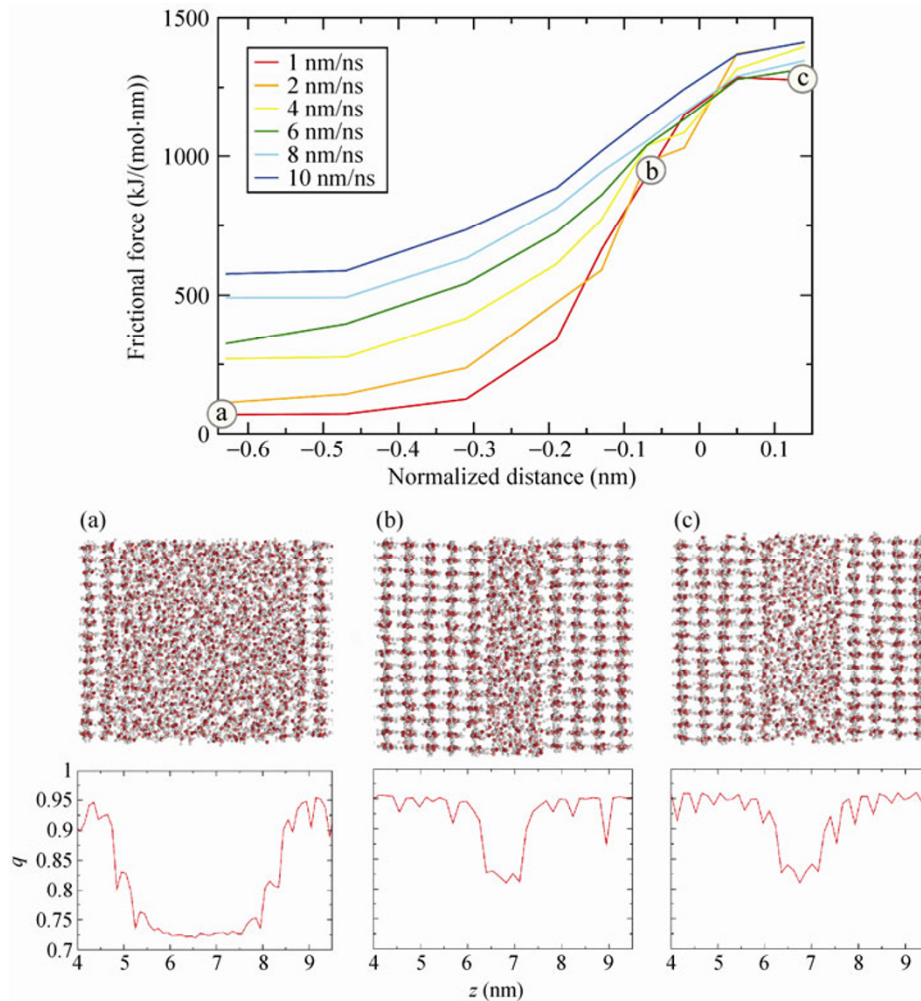 1500
1000
500
0
Frictional force (kJ/(mol·nm))
1 nm/ns
2 nm/ns
4 nm/ns
6 nm/ns
8 nm/ns
10 nm/ns
a
b
c
−0.6 −0.5 −0.4 −0.3 −0.2 −0.1 0 0.1
Normalized distance (nm)
(a) (b) (c)
1
0.95
0.9
0.85
0.8
0.75
0.7
q
4 5 6 7 8 9 4 5 6 7 8 9 4 5 6 7 8 9
z (nm)